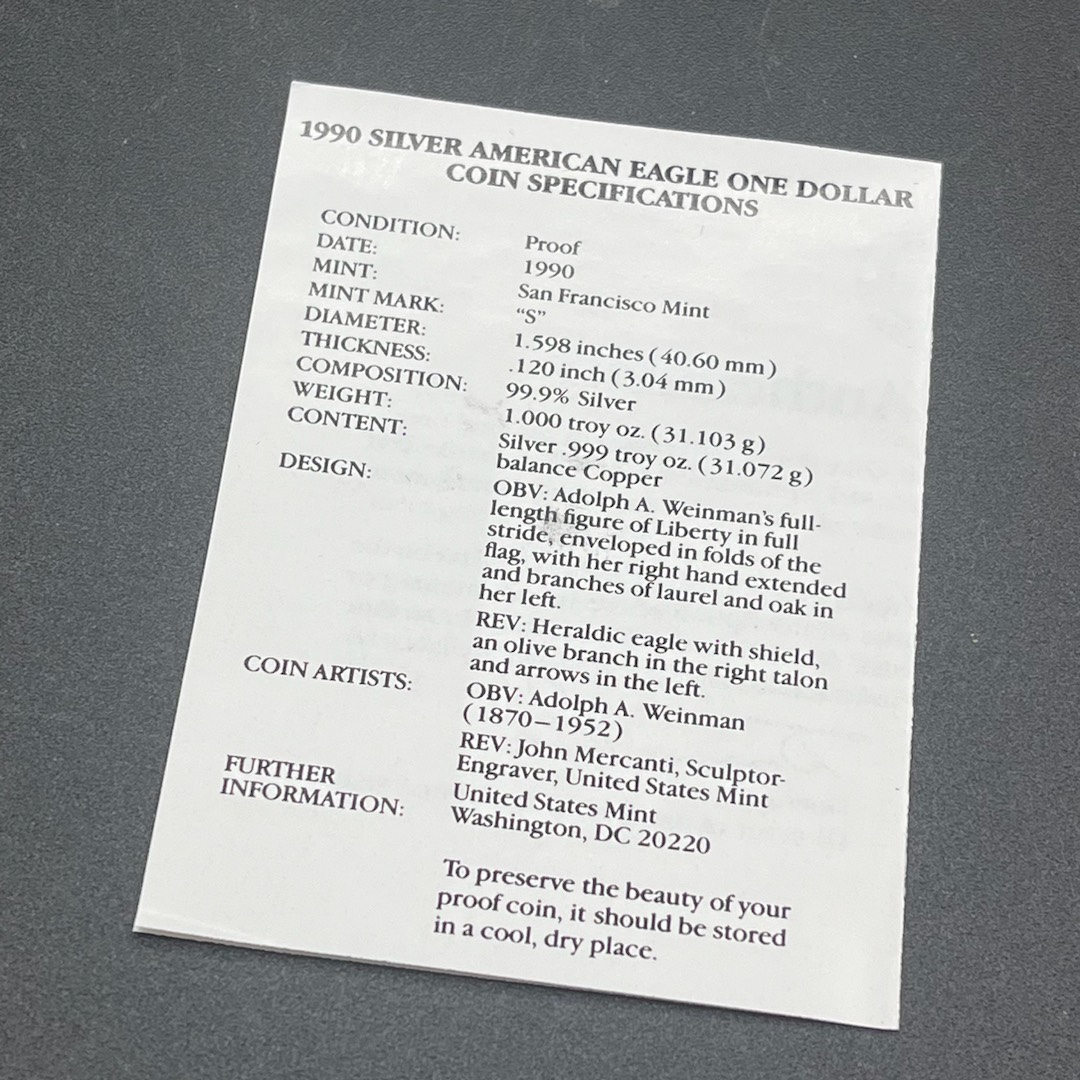 1990 SILVER AMERICAN EAGLE ONE DOLLAR
COIN SPECIFICATIONS
CONDITION: Proof
DATE: 1990
MINT: San Francisco Mint
MINT MARK: “S”
DIAMETER: 1.598 inches (40.60 mm)
THICKNESS: .120 inch (3.04 mm)
COMPOSITION: 99.9% Silver
WEIGHT: 1.000 troy oz. (31.103 g)
CONTENT: Silver .999 troy oz. (31.072 g)
balance Copper
DESIGN: OBV: Adolph A. Weinman’s full-
length figure of Liberty in full
stride, enveloped in folds of the
flag, with her right hand extended
and branches of laurel and oak in
her left.
REV: Heraldic eagle with shield,
an olive branch in the right talon
and arrows in the left.
COIN ARTISTS: OBV: Adolph A. Weinman
(1870–1952)
REV: John Mercanti, Sculptor-
Engraver, United States Mint
FURTHER
INFORMATION: United States Mint
Washington, DC 20220
To preserve the beauty of your
proof coin, it should be stored
in a cool, dry place.